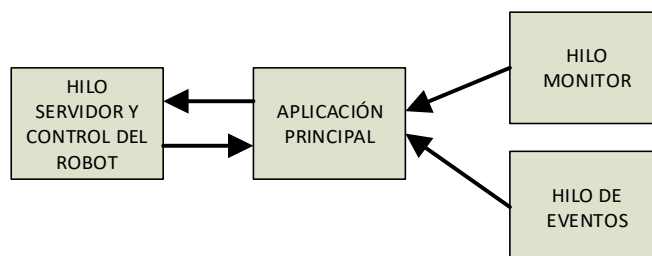 HILO
SERVIDOR Y
CONTROL DEL
ROBOT
APLICACIÓN
PRINCIPAL
HILO
MONITOR
HILO DE
EVENTOS